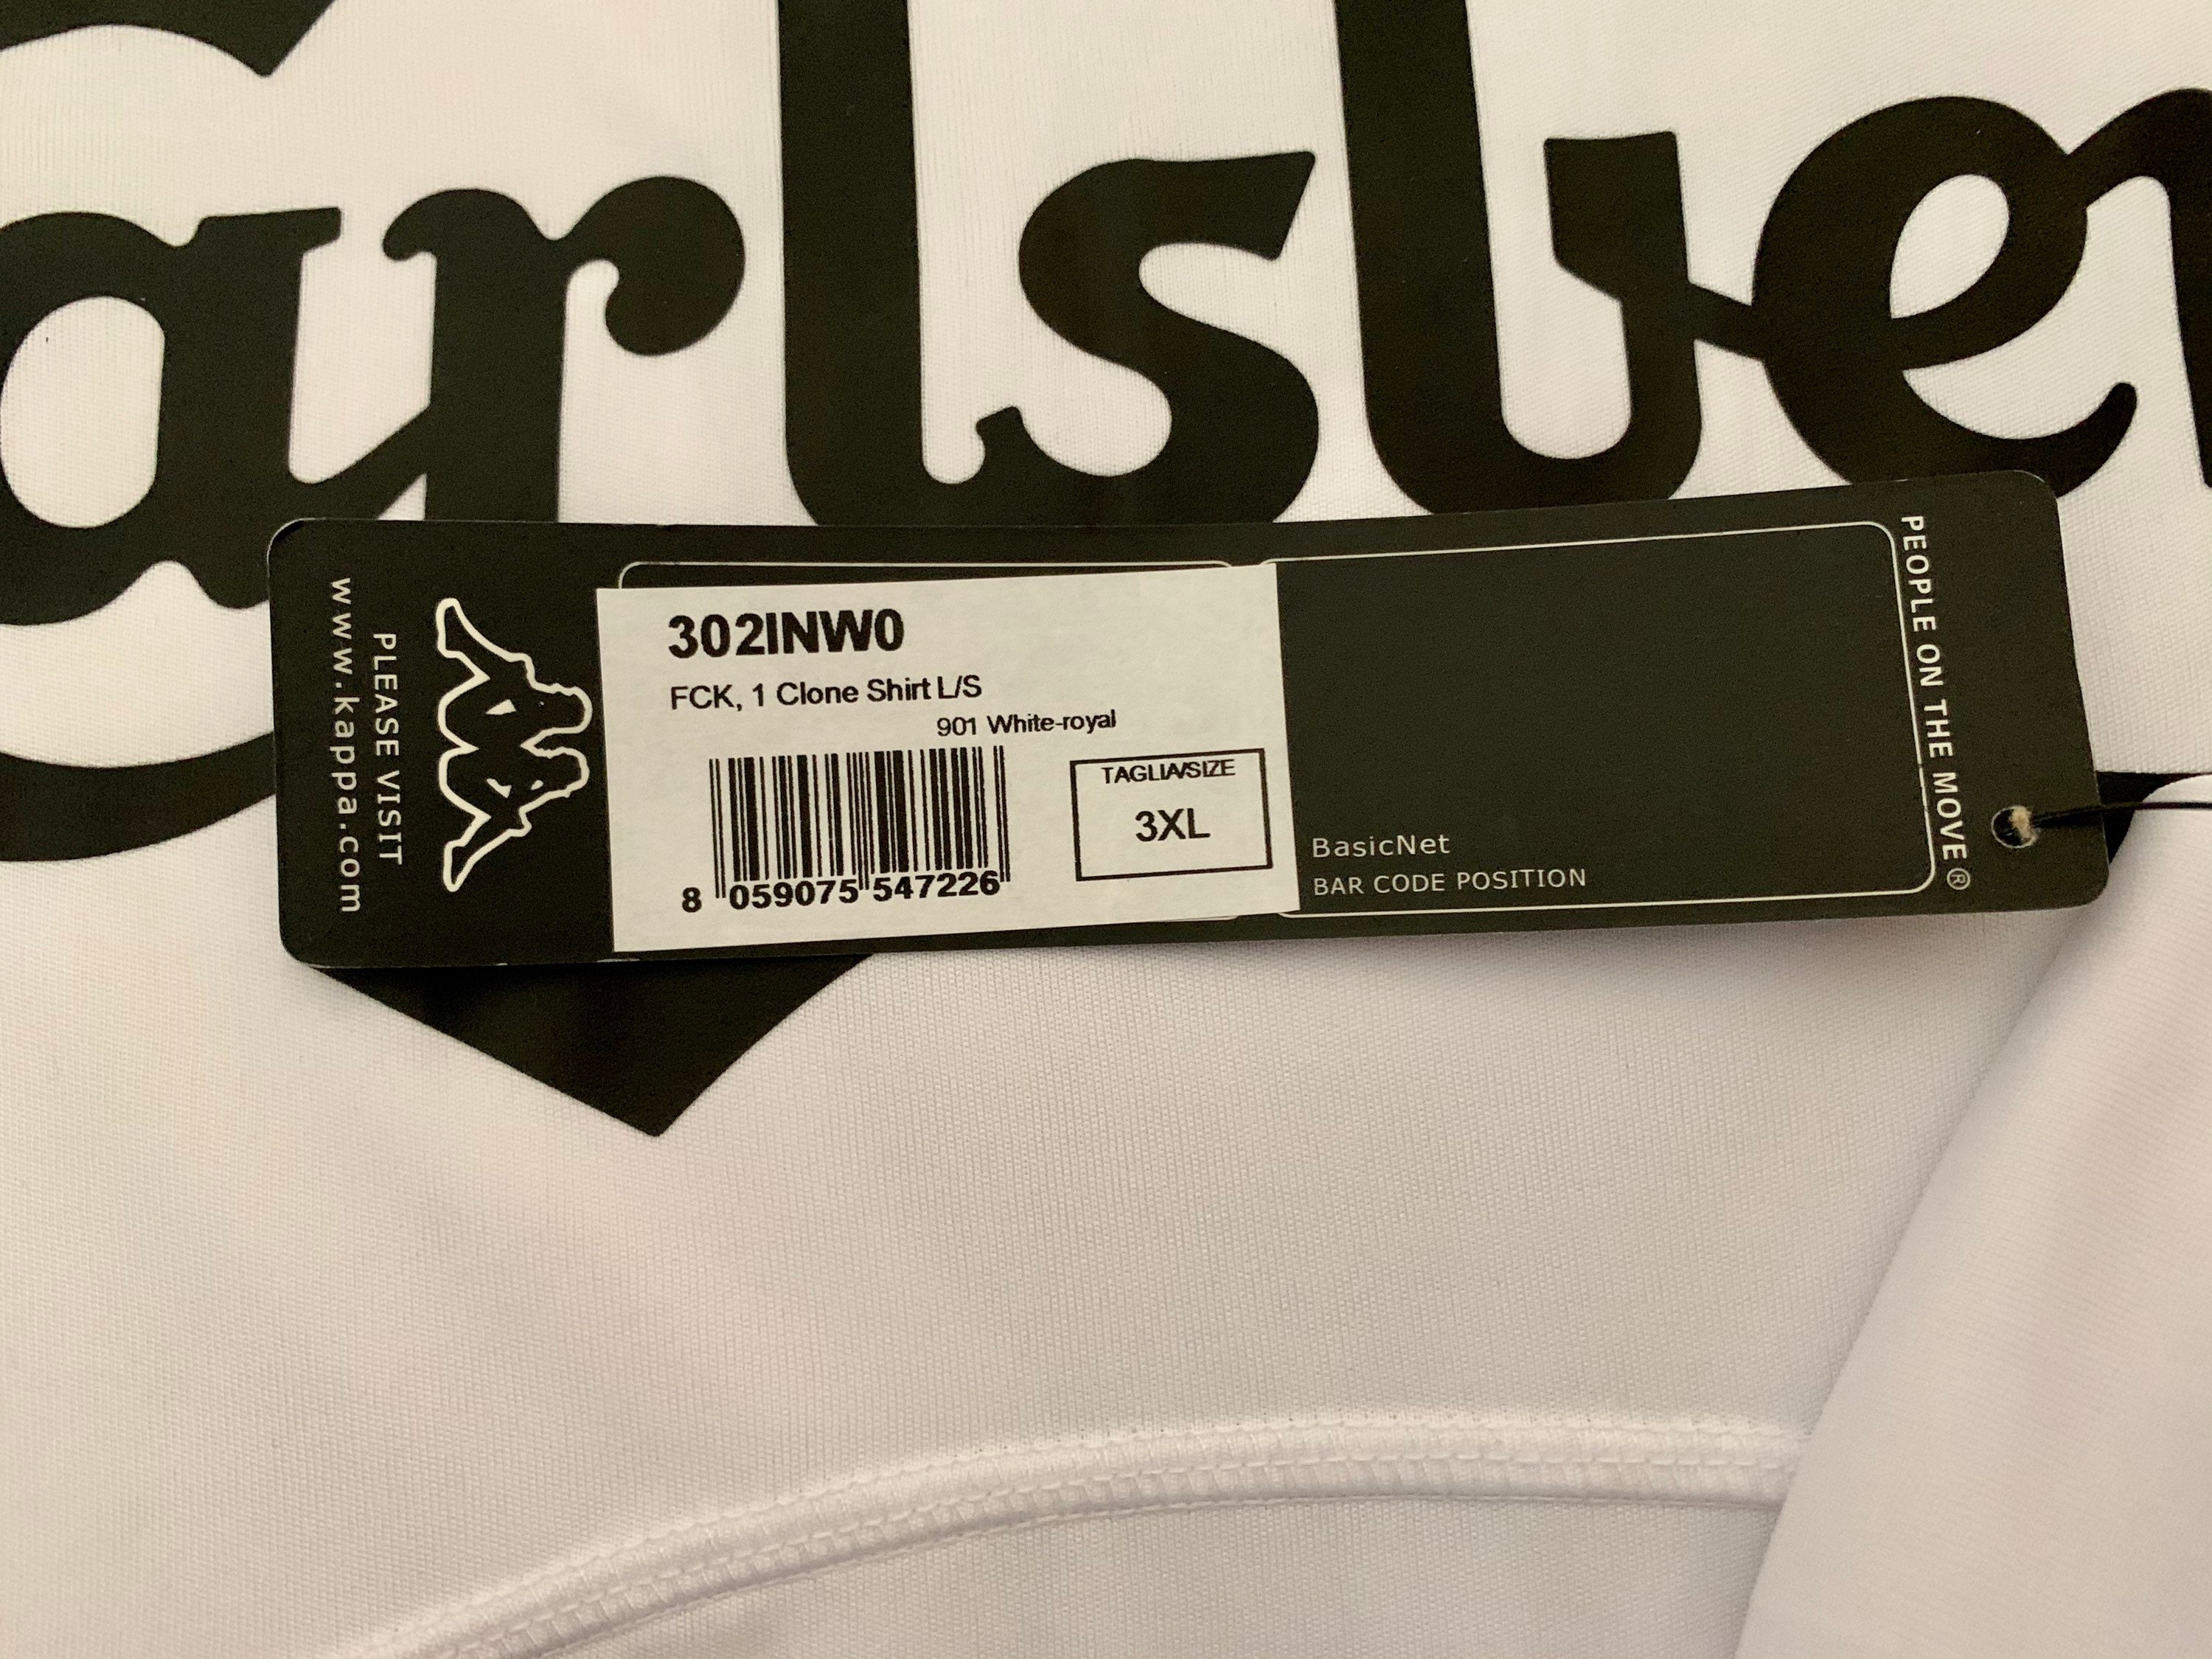 Carlsber
PLEASE VISIT
www.kappa.com
302INW0
FCK, 1 Clone Shirt L/S
901 White-royal
TAGLIA/SIZE
3XL
8 059075 547226
BasicNet
BAR CODE POSITION
PEOPLE ON THE MOVE®